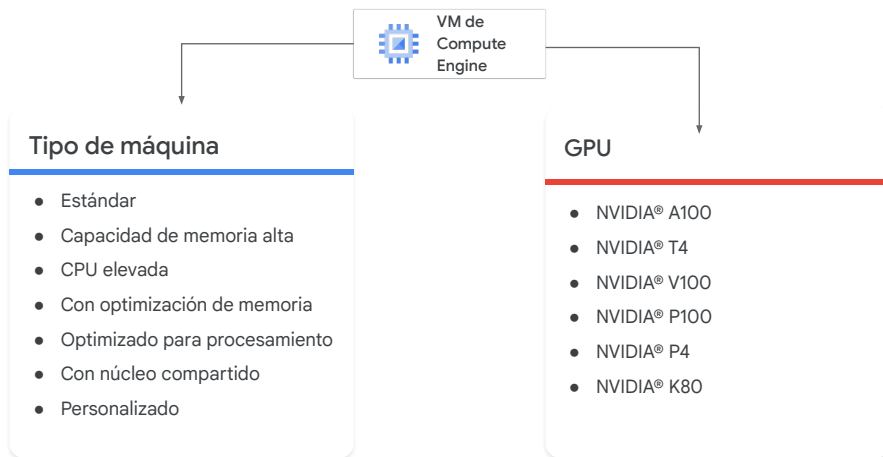 VM de
Compute
Engine
Tipo de máquina
● Estándar
● Capacidad de memoria alta
● CPU elevada
● Con optimización de memoria
● Optimizado para procesamiento
● Con núcleo compartido
● Personalizado
GPU
● NVIDIA® A100
● NVIDIA® T4
● NVIDIA® V100
● NVIDIA® P100
● NVIDIA® P4
● NVIDIA® K80